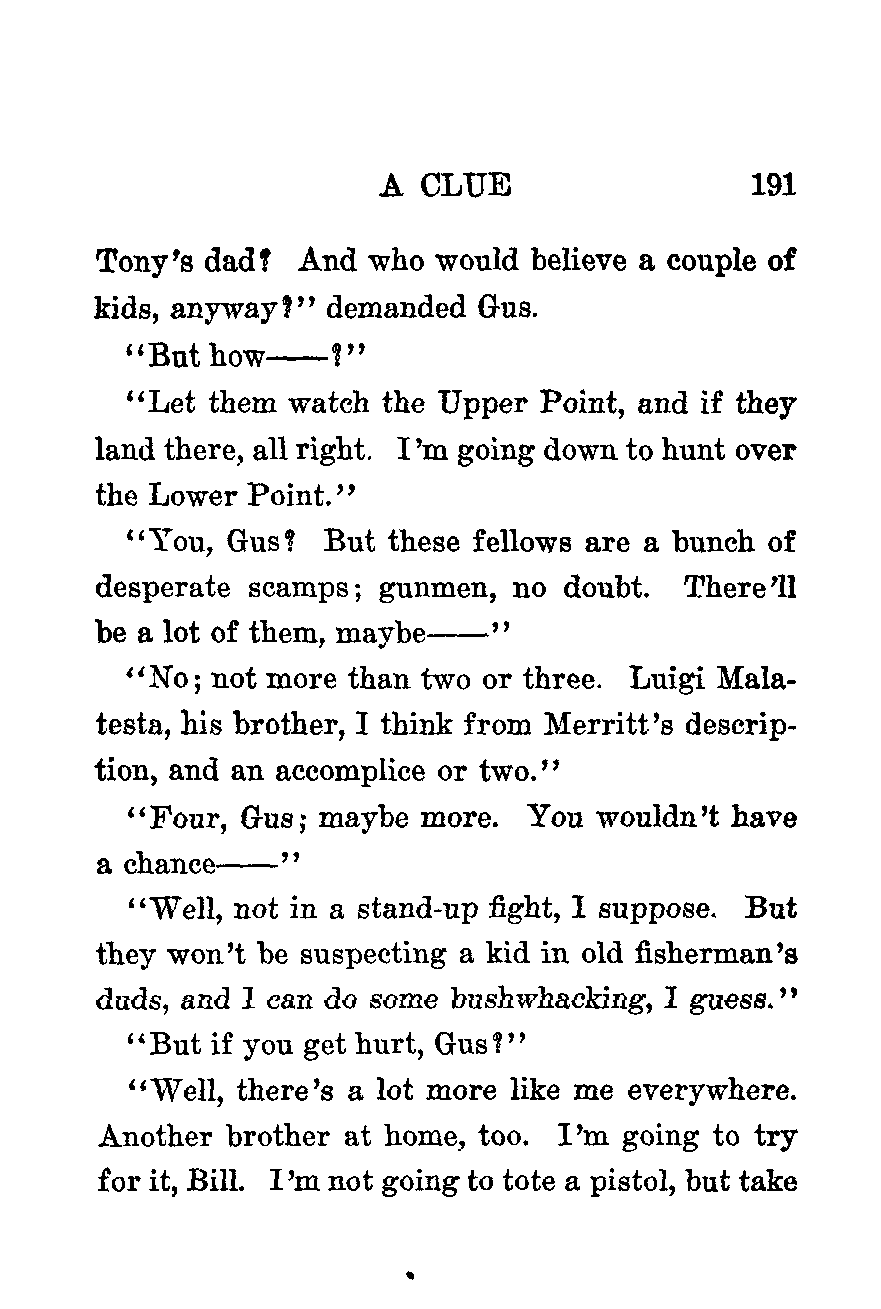 A CLUE 191
Tony's dad? And who would believe a couple of
kids, anyway?" demanded Gus.
"But how——?"
"Let them watch the Upper Point, and if they
land there, all right. I'm going down to hunt over
the Lower Point."
"You, Gus? But these fellows are a bunch of
desperate scamps; gunmen, no doubt. There'll
be a lot of them, maybe——"
"No; not more than two or three. Luigi Mala-
testa, his brother, I think from Merritt's descrip-
tion, and an accomplice or two."
"Four, Gus; maybe more. You wouldn't have
a chance——"
"Well, not in a stand-up fight, I suppose. But
they won't be suspecting a kid in old fisherman's
duds, and I can do some bushwhacking, I guess."
"But if you get hurt, Gus?"
"Well, there's a lot more like me everywhere.
Another brother at home, too. I'm going to try
for it, Bill. I'm not going to tote a pistol, but take